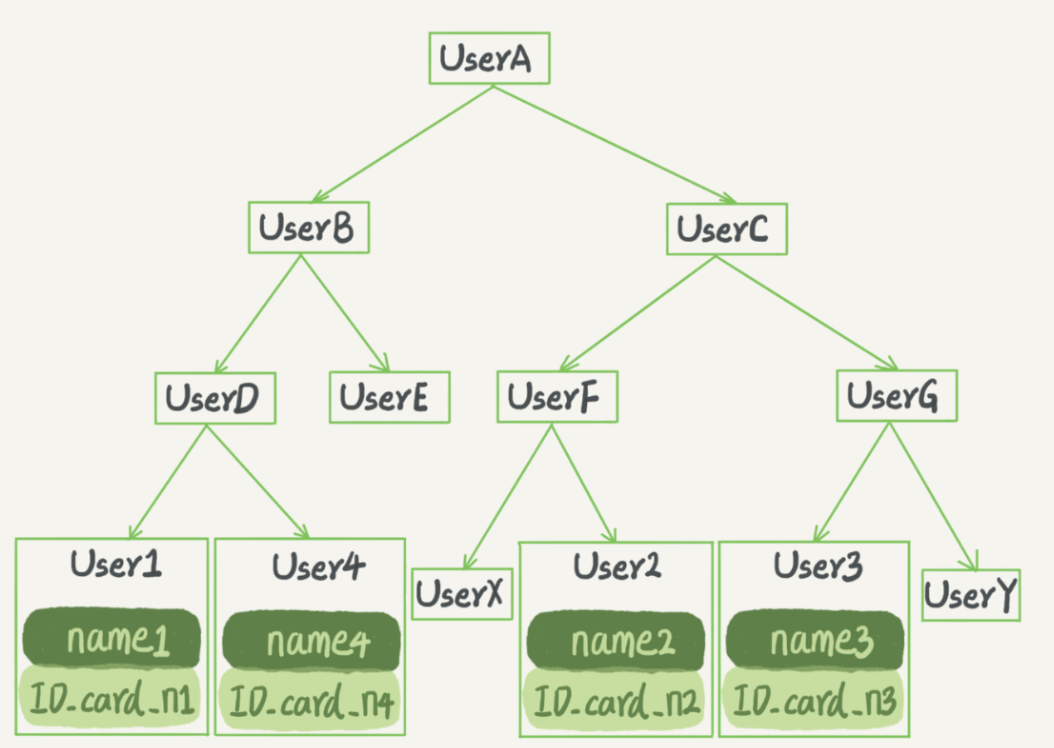 UserA
UserB
UserC
UserD
UserE
UserF
UserG
User1
User4
UserX
User2
User3
UserY
name1
name4
name2
name3
ID_card_n1
ID_card_n4
ID_card_n2
ID_card_n3